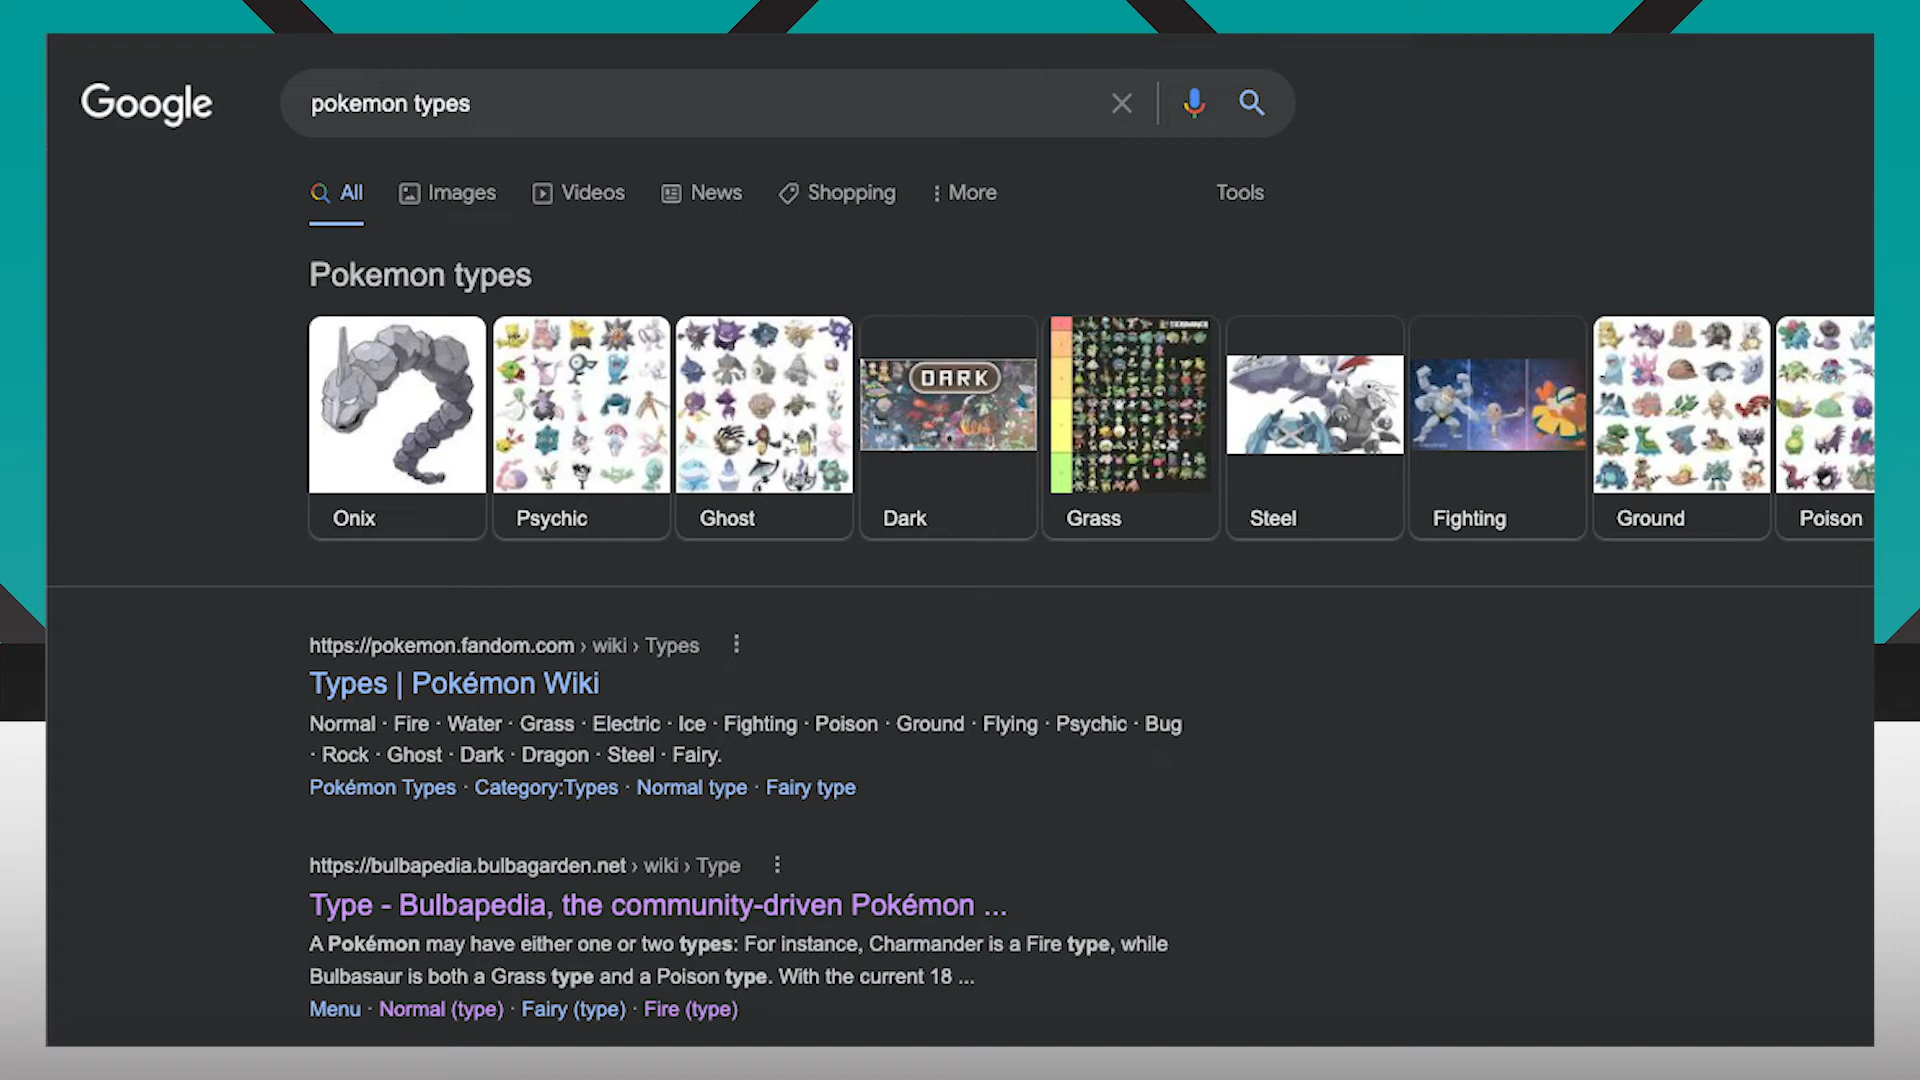 Google
pokemon types
All Images Videos News Shopping More Tools
Pokemon types
DARK
Onix Psychic Ghost Dark Grass Steel Fighting Ground Poison
https://pokemon.fandom.com › wiki › Types
Types | Pokémon Wiki
Normal · Fire · Water · Grass · Electric · Ice · Fighting · Poison · Ground · Flying · Psychic · Bug
· Rock · Ghost · Dark · Dragon · Steel · Fairy.
Pokémon Types · Category:Types · Normal type · Fairy type
https://bulbapedia.bulbagarden.net › wiki › Type
Type - Bulbapedia, the community-driven Pokémon ...
A Pokémon may have either one or two types: For instance, Charmander is a Fire type, while
Bulbasaur is both a Grass type and a Poison type. With the current 18 ...
Menu · Normal (type) · Fairy (type) · Fire (type)